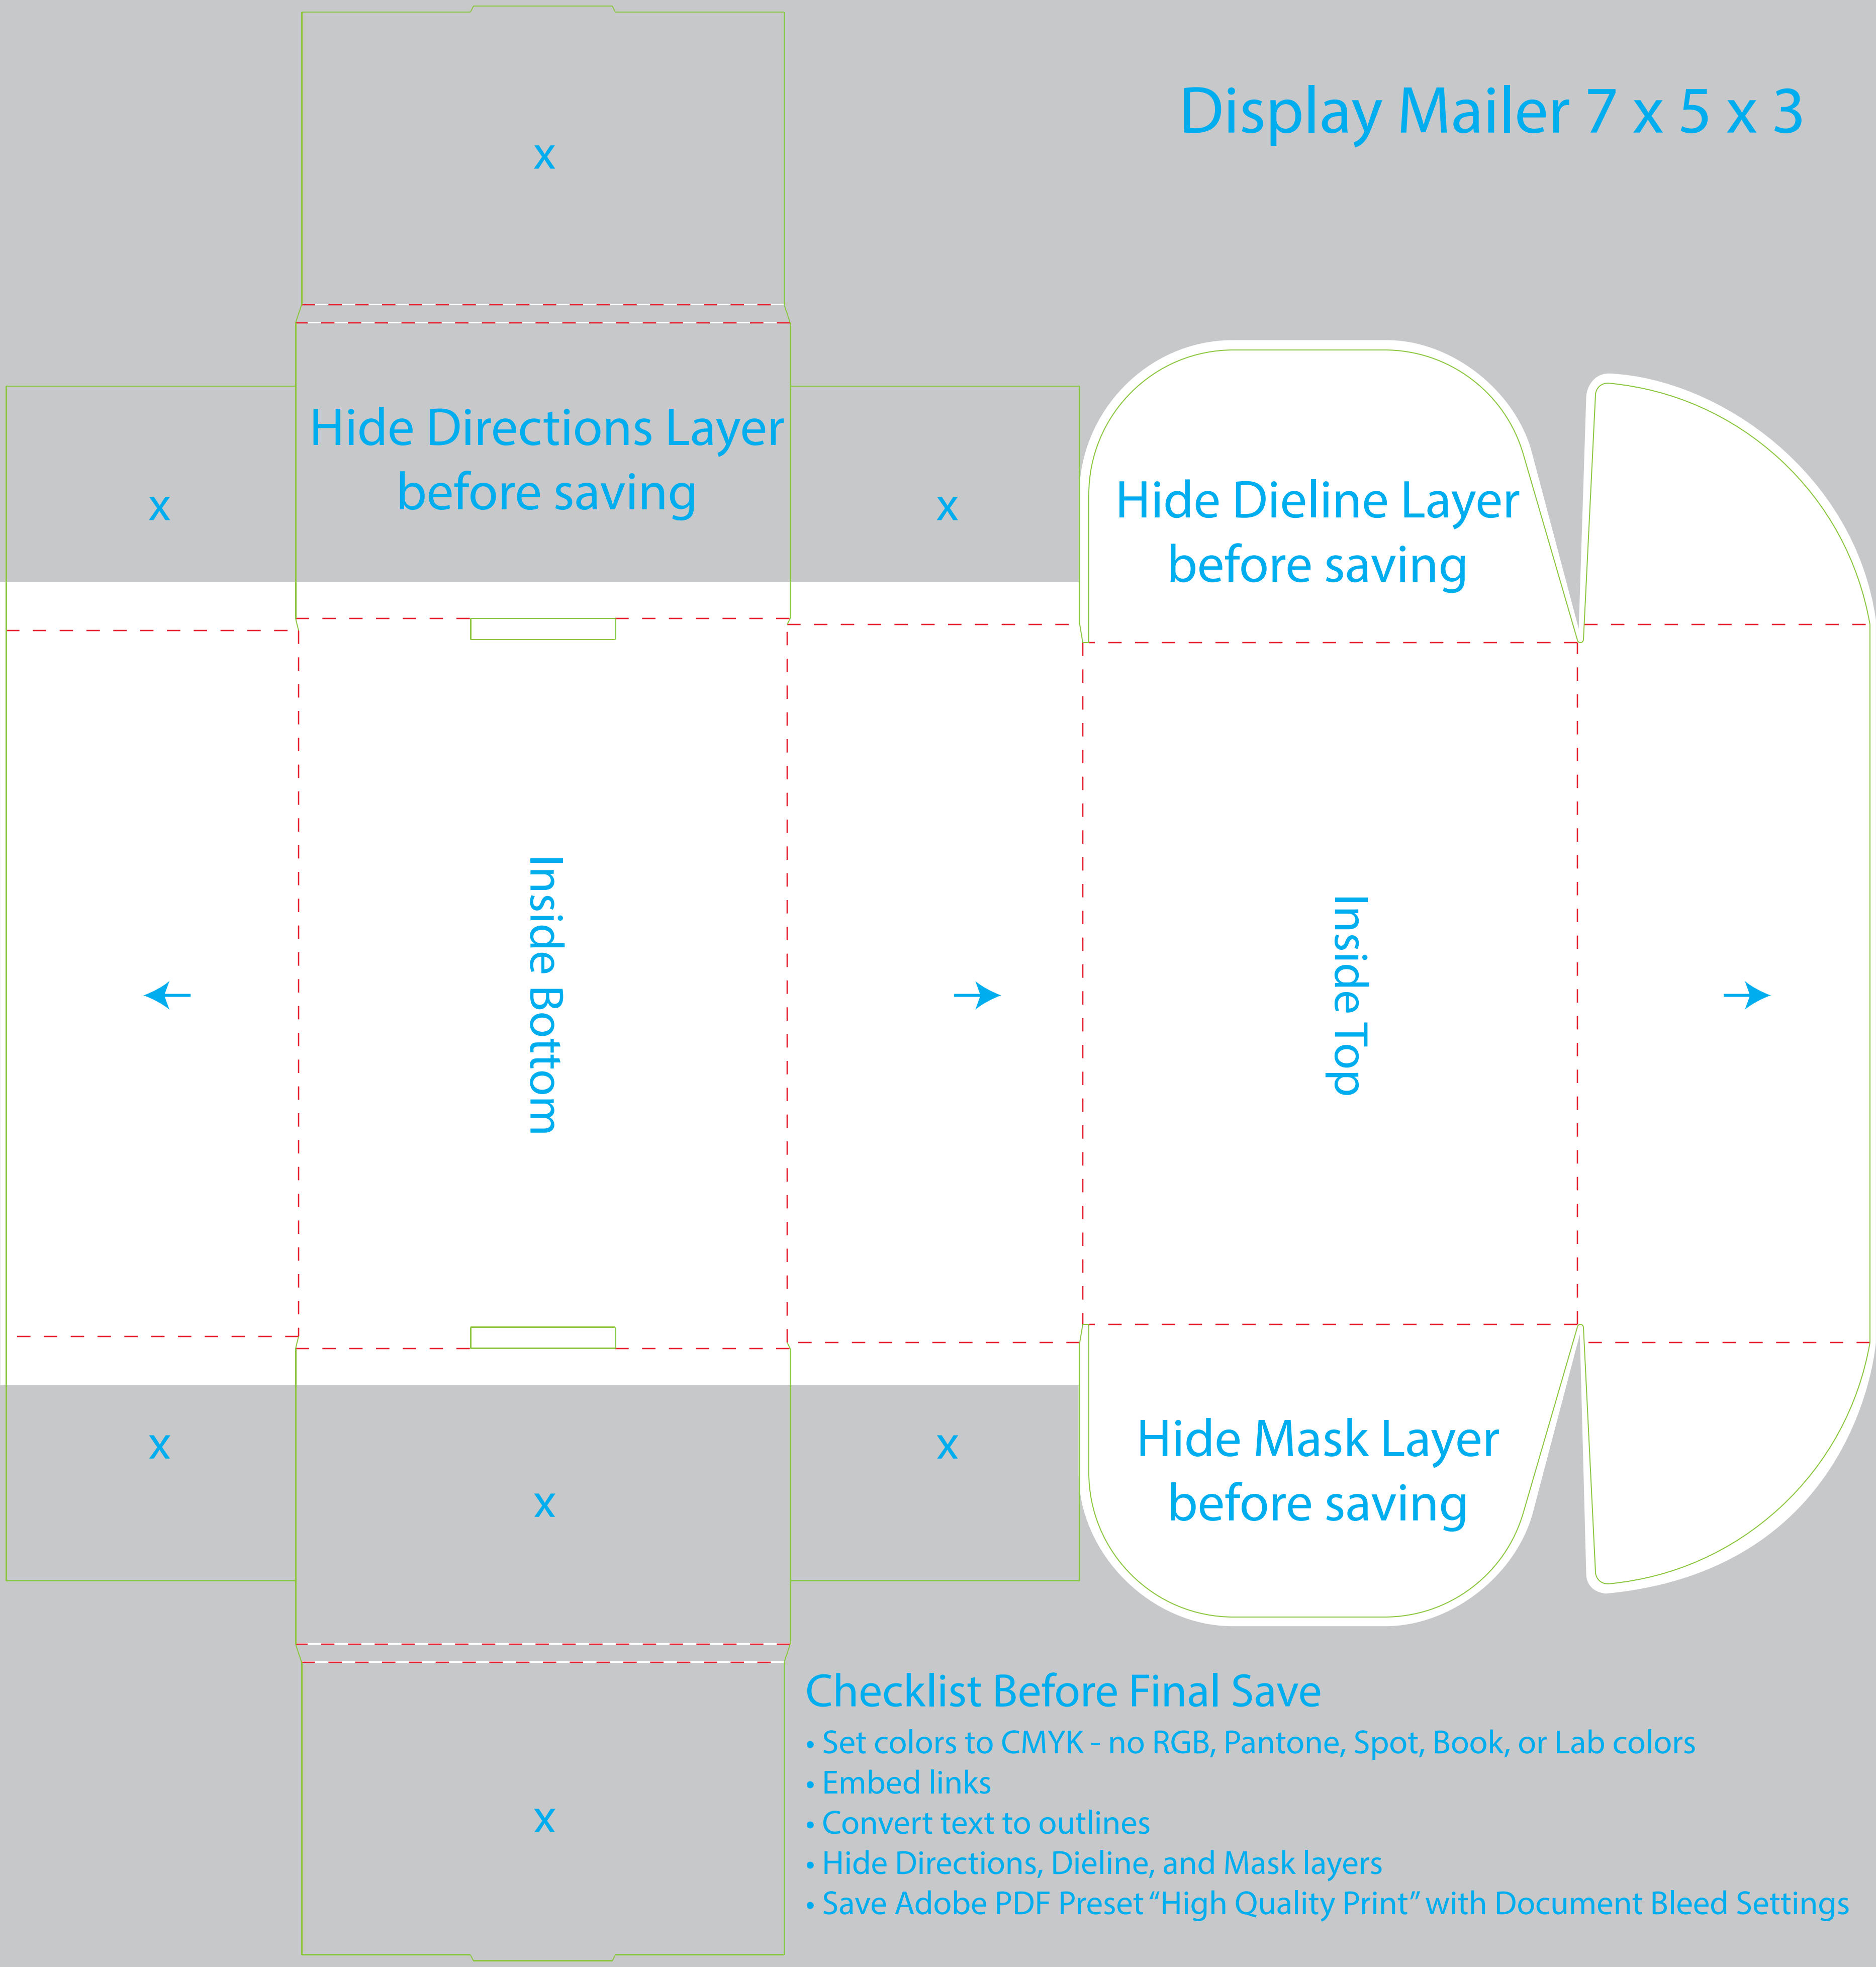 Display Mailer 7 x 5 x 3
x
Hide Directions Layer
before saving
x
x
Hide Dieline Layer
before saving
Inside Bottom
Inside Top
Hide Mask Layer
before saving
x
x
x
Checklist Before Final Save
• Set colors to CMYK - no RGB, Pantone, Spot, Book, or Lab colors
• Embed links
• Convert text to outlines
• Hide Directions, Dieline, and Mask layers
• Save Adobe PDF Preset “High Quality Print” with Document Bleed Settings
x